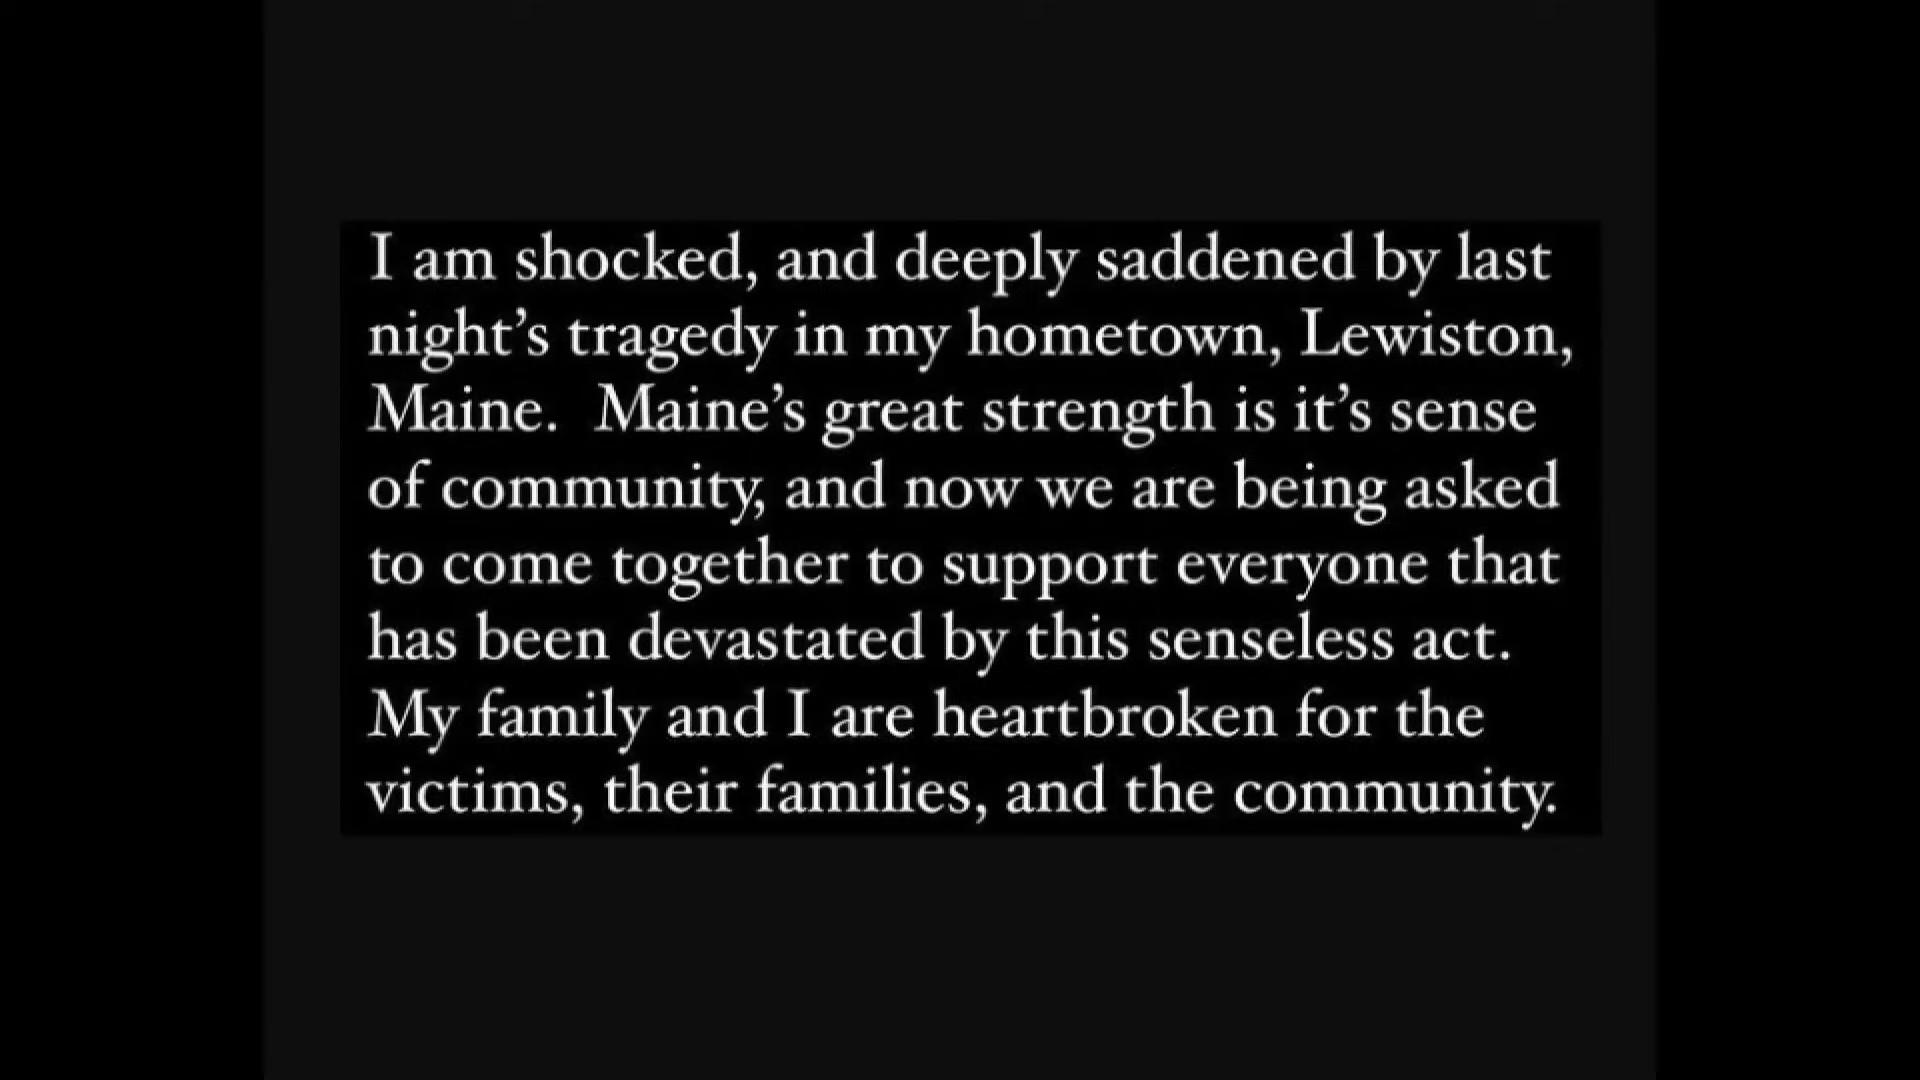 I am shocked, and deeply saddened by last
night’s tragedy in my hometown, Lewiston,
Maine.  Maine’s great strength is it’s sense
of community, and now we are being asked
to come together to support everyone that
has been devastated by this senseless act.
My family and I are heartbroken for the
victims, their families, and the community.